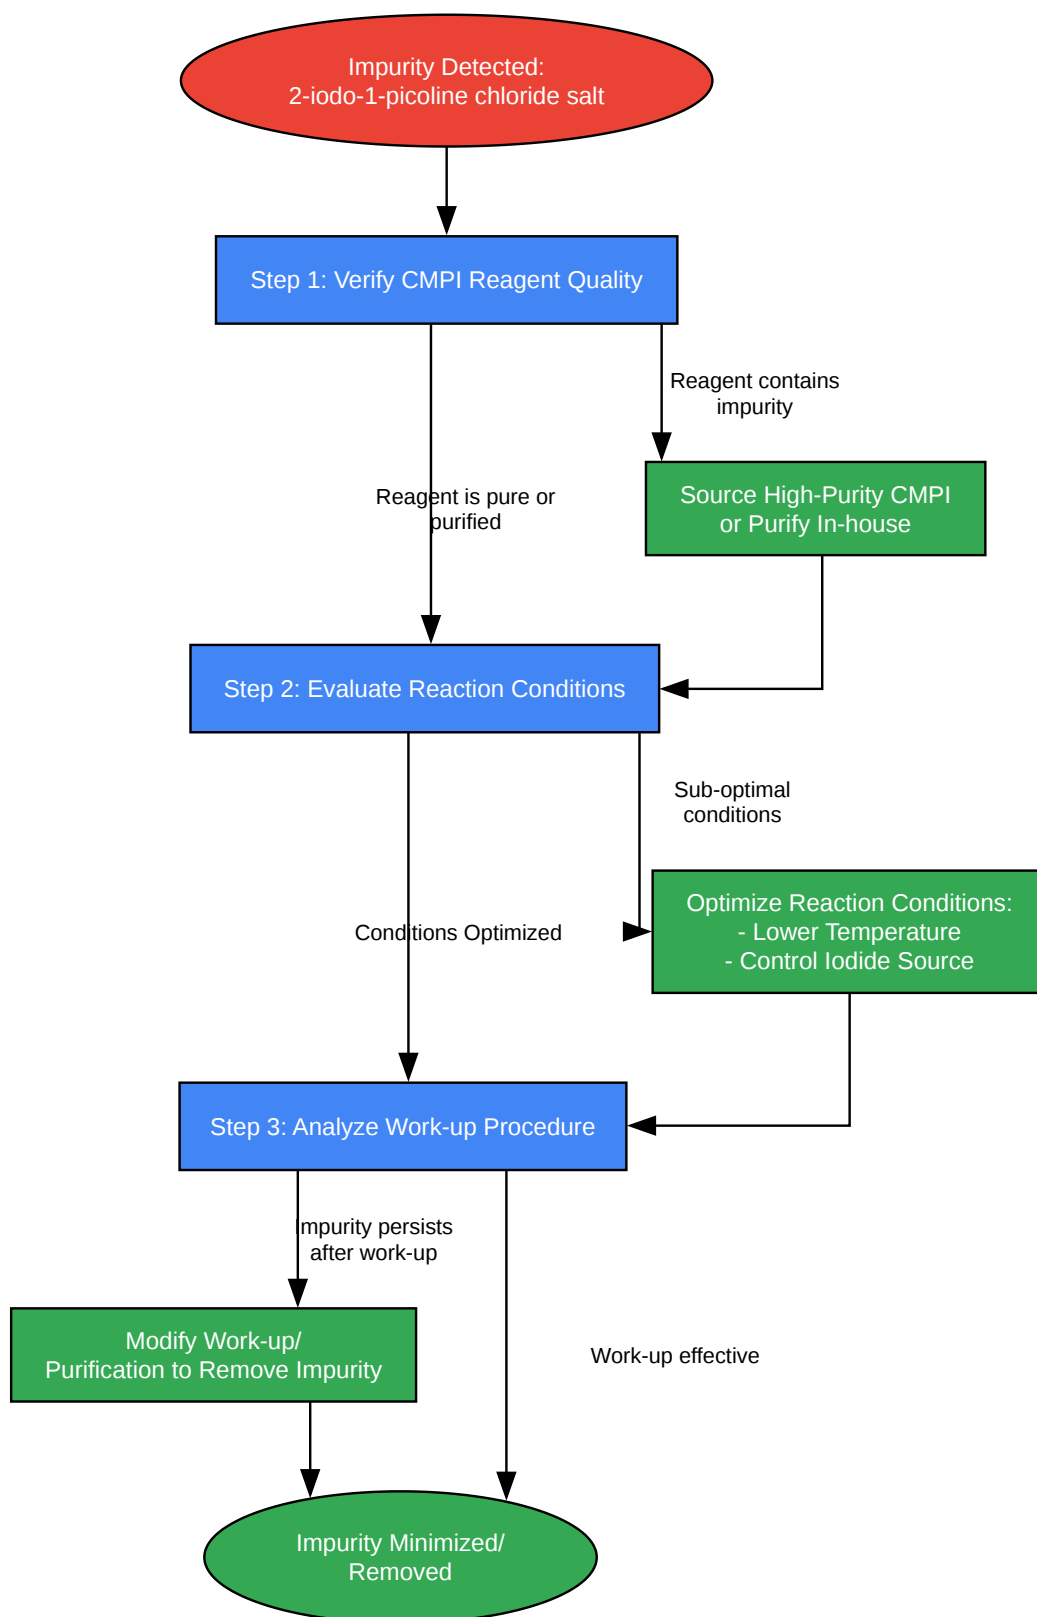 Impurity Detected:
2-iodo-1-picoline chloride salt
Step 1: Verify CMPI Reagent Quality
Reagent contains
impurity
Reagent is pure or
purified
Source High-Purity CMPI
or Purify In-house
Step 2: Evaluate Reaction Conditions
Sub-optimal
conditions
Conditions Optimized
Optimize Reaction Conditions:
- Lower Temperature
- Control Iodide Source
Step 3: Analyze Work-up Procedure
Impurity persists
after work-up
Modify Work-up/
Purification to Remove Impurity
Work-up effective
Impurity Minimized/
Removed